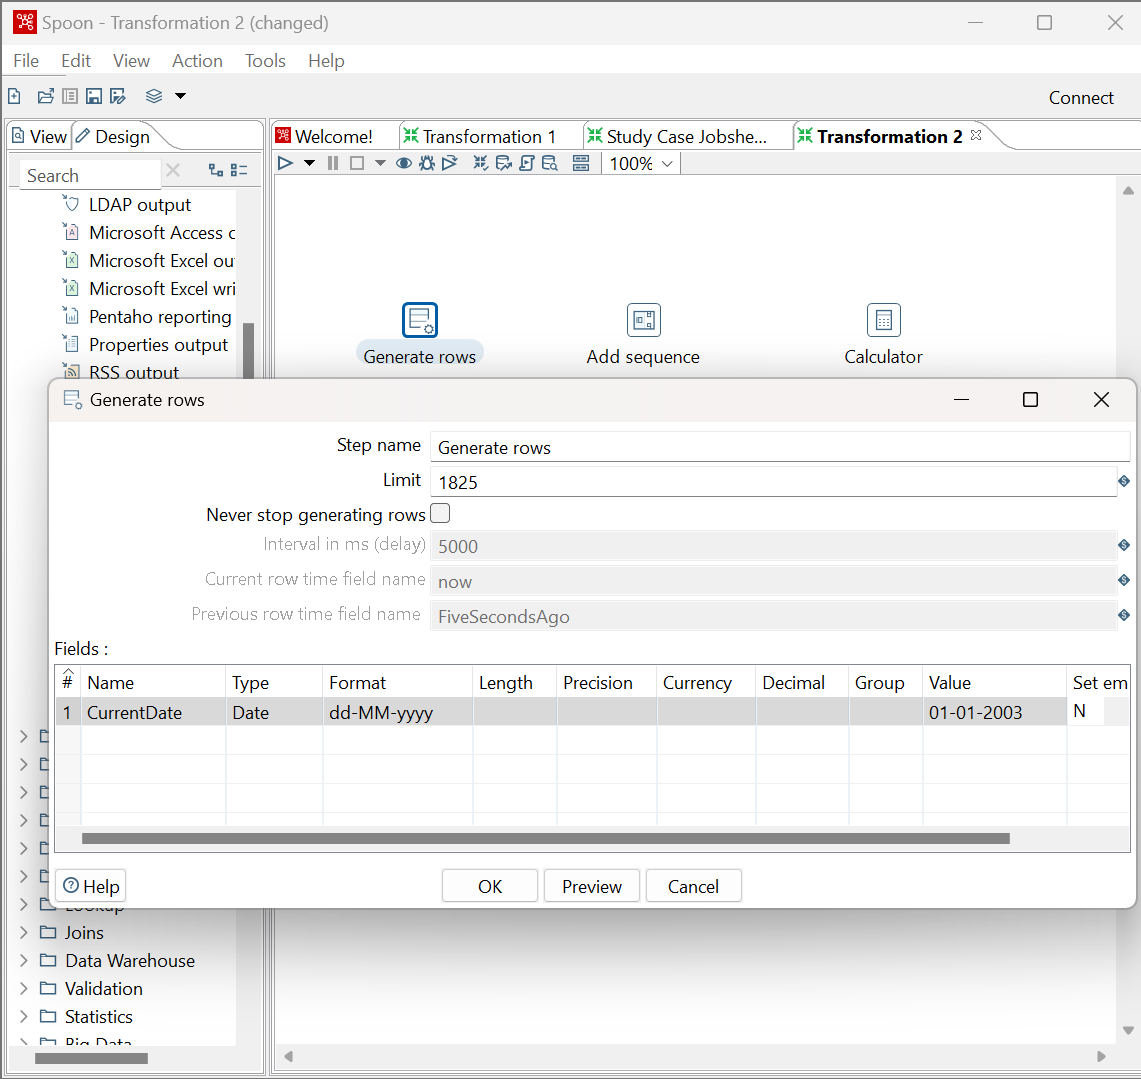 Spoon - Transformation 2 (changed)
File Edit View Action Tools Help
Connect
View Design
Welcome! Transformation 1 Study Case Jobshe... Transformation 2
Search
100%
LDAP output
Microsoft Access o
Microsoft Excel ou
Microsoft Excel wri
Pentaho reporting
Properties output
RSS output
Generate rows Add sequence Calculator
Generate rows
Step name Generate rows
Limit 1825
Never stop generating rows
Interval in ms (delay) 5000
Current row time field name now
Previous row time field name FiveSecondsAgo
Fields :
# Name Type Format Length Precision Currency Decimal Group Value Set em
1 CurrentDate Date dd-MM-yyyy 01-01-2003 N
Help OK Preview Cancel
Lookup
Joins
Data Warehouse
Validation
Statistics
Big Data